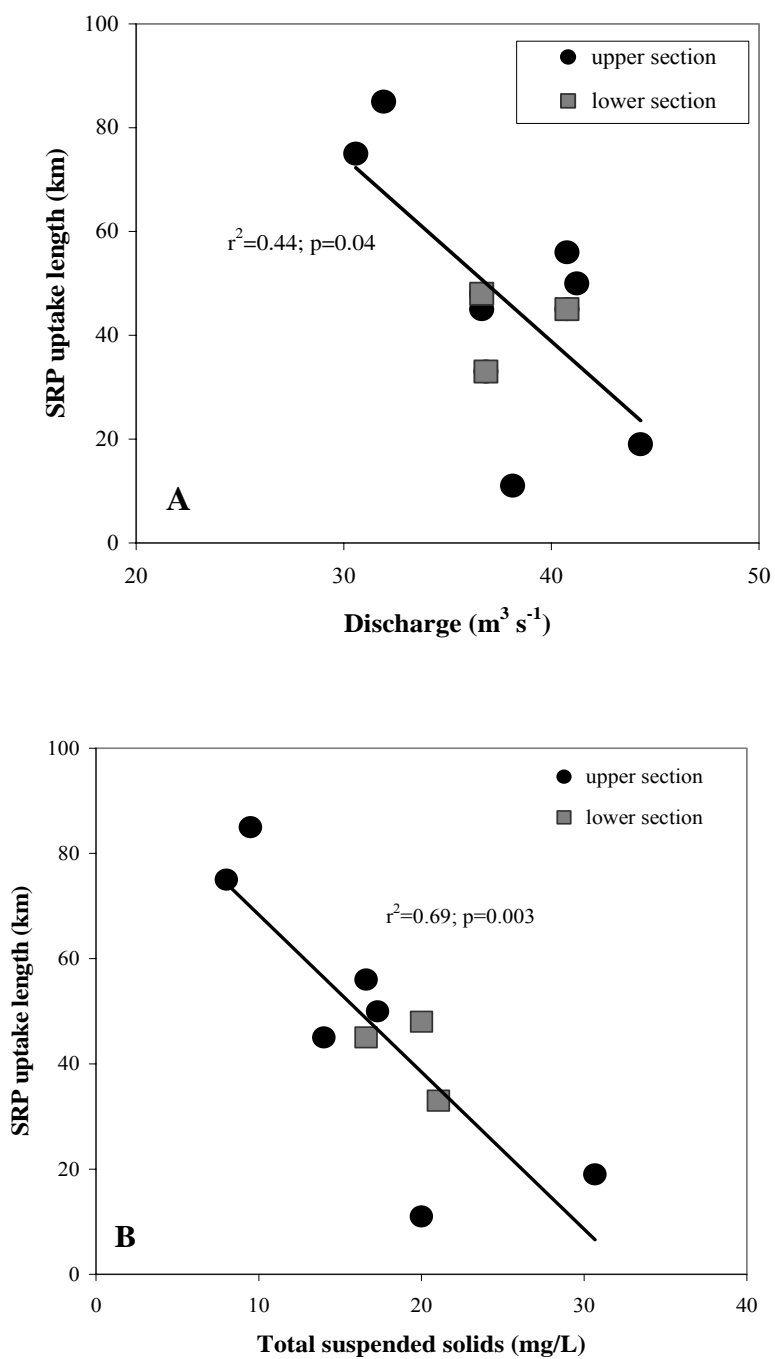 100
80
60
40
20
0
SRP uptake length (km)
upper section
lower section
r²=0.44; p=0.04
A
20 30 40 50
Discharge (m³ s⁻¹)
100
80
60
40
20
0
SRP uptake length (km)
upper section
lower section
r²=0.69; p=0.003
B
0 10 20 30 40
Total suspended solids (mg/L)